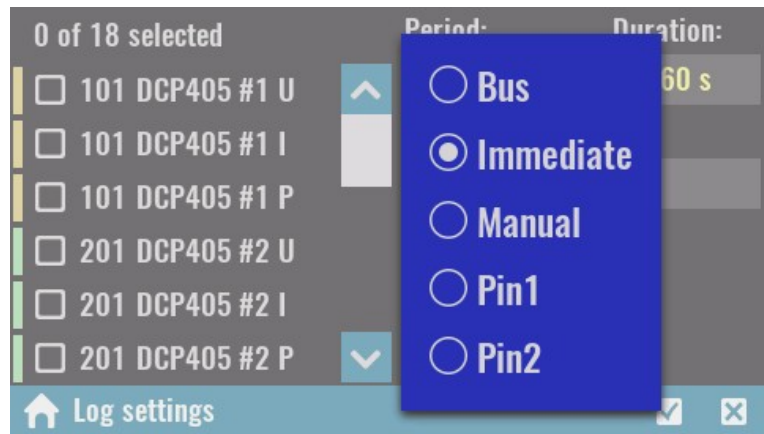 0 of 18 selected
Period:
Duration:
101 DCP405 #1 U
101 DCP405 #1 I
101 DCP405 #1 P
201 DCP405 #2 U
201 DCP405 #2 I
201 DCP405 #2 P
60 s
Bus
Immediate
Manual
Pin1
Pin2
Log settings